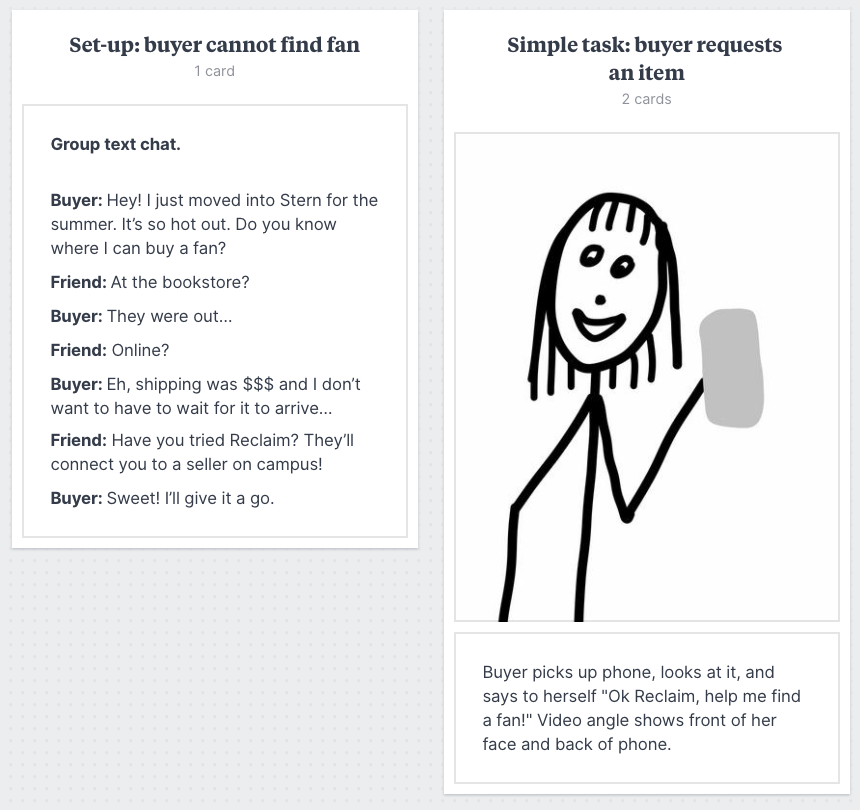 Set-up: buyer cannot find fan
1 card
Group text chat.
Buyer: Hey! I just moved into Stern for the
summer. It’s so hot out. Do you know
where I can buy a fan?
Friend: At the bookstore?
Buyer: They were out…
Friend: Online?
Buyer: Eh, shipping was $$$ and I don’t
want to have to wait for it to arrive…
Friend: Have you tried Reclaim? They’ll
connect you to a seller on campus!
Buyer: Sweet! I’ll give it a go.
Simple task: buyer requests
an item
2 cards
Buyer picks up phone, looks at it, and
says to herself "Ok Reclaim, help me find
a fan!" Video angle shows front of her
face and back of phone.